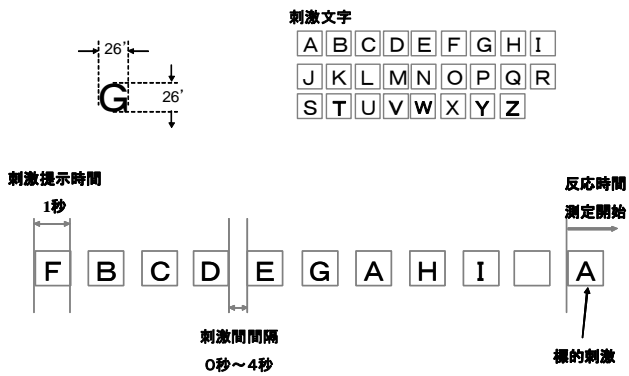 刺激文字
26’
G
26’
A B C D E F G H I
J K L M N O P Q R
S T U V W X Y Z
刺激提示時間
1秒
反応時間
測定開始
F B C D E G A H I A
刺激間間隔
0秒～4秒
標的刺激